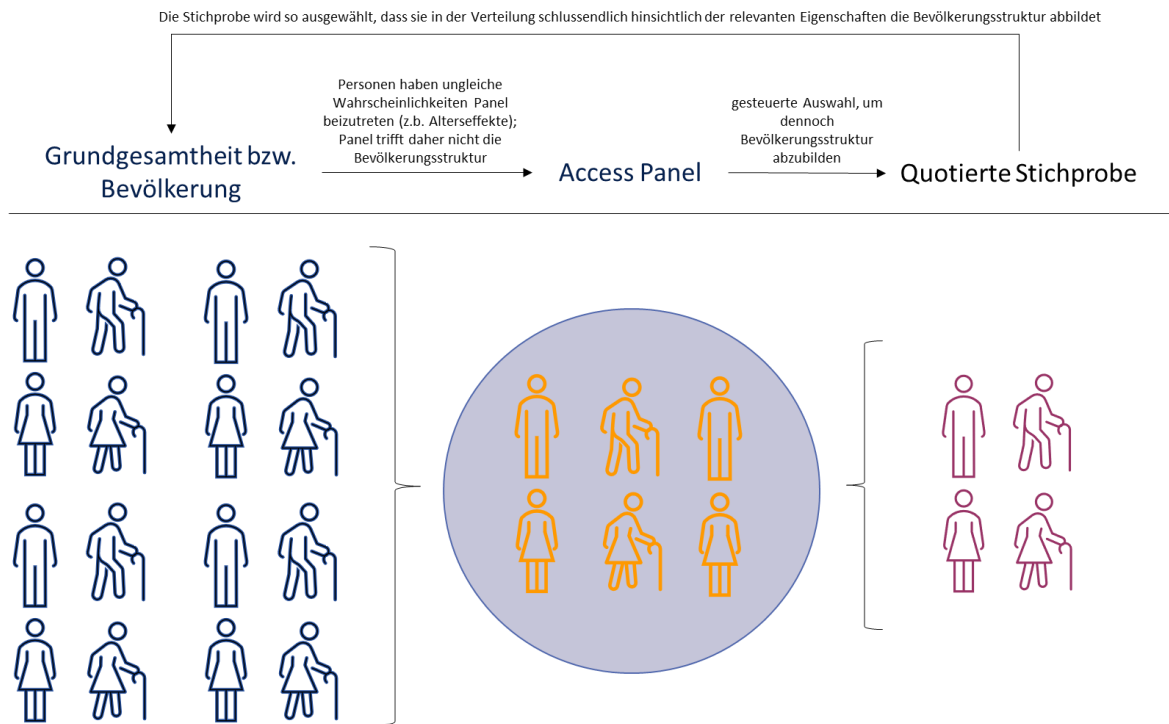 Die Stichprobe wird so ausgewählt, dass sie in der Verteilung schlussendlich hinsichtlich der relevanten Eigenschaften die Bevölkerungsstruktur abbildet
Personen haben ungleiche
Wahrscheinlichkeiten Panel
beizutreten (z.b. Alterseffekte);
Panel trifft daher nicht die
Bevölkerungsstruktur
gesteuerte Auswahl, um
dennoch
Bevölkerungsstruktur
abzubilden
Grundgesamtheit bzw.
Bevölkerung
Access Panel
Quotierte Stichprobe